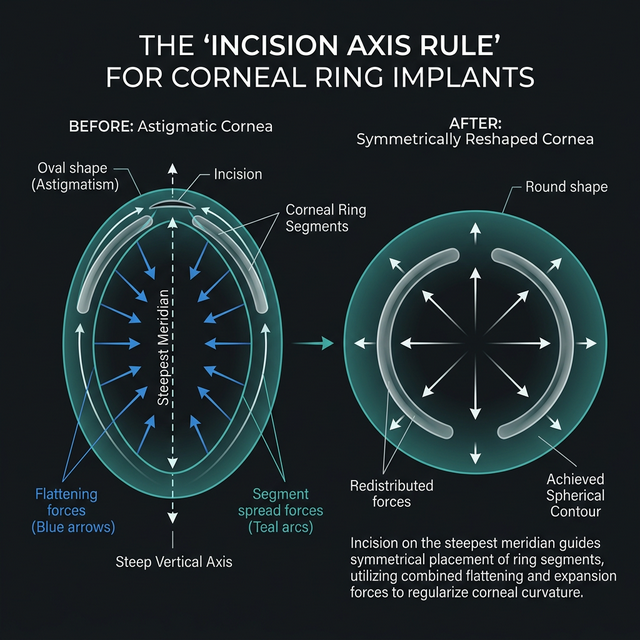 THE ‘INCISION AXIS RULE’
FOR CORNEAL RING IMPLANTS
BEFORE: Astigmatic Cornea
AFTER:
Symmetrically Reshaped Cornea
Oval shape
(Astigmatism)
Incision
Corneal Ring
Segments
Steepest Meridian
Flattening
forces
(Blue arrows)
Segment
spread forces
(Teal arcs)
Steep Vertical Axis
Round shape
Redistributed
forces
Achieved
Spherical
Contour
Incision on the steepest meridian guides
symmetrical placement of ring segments,
utilizing combined flattening and expansion
forces to regularize corneal curvature.